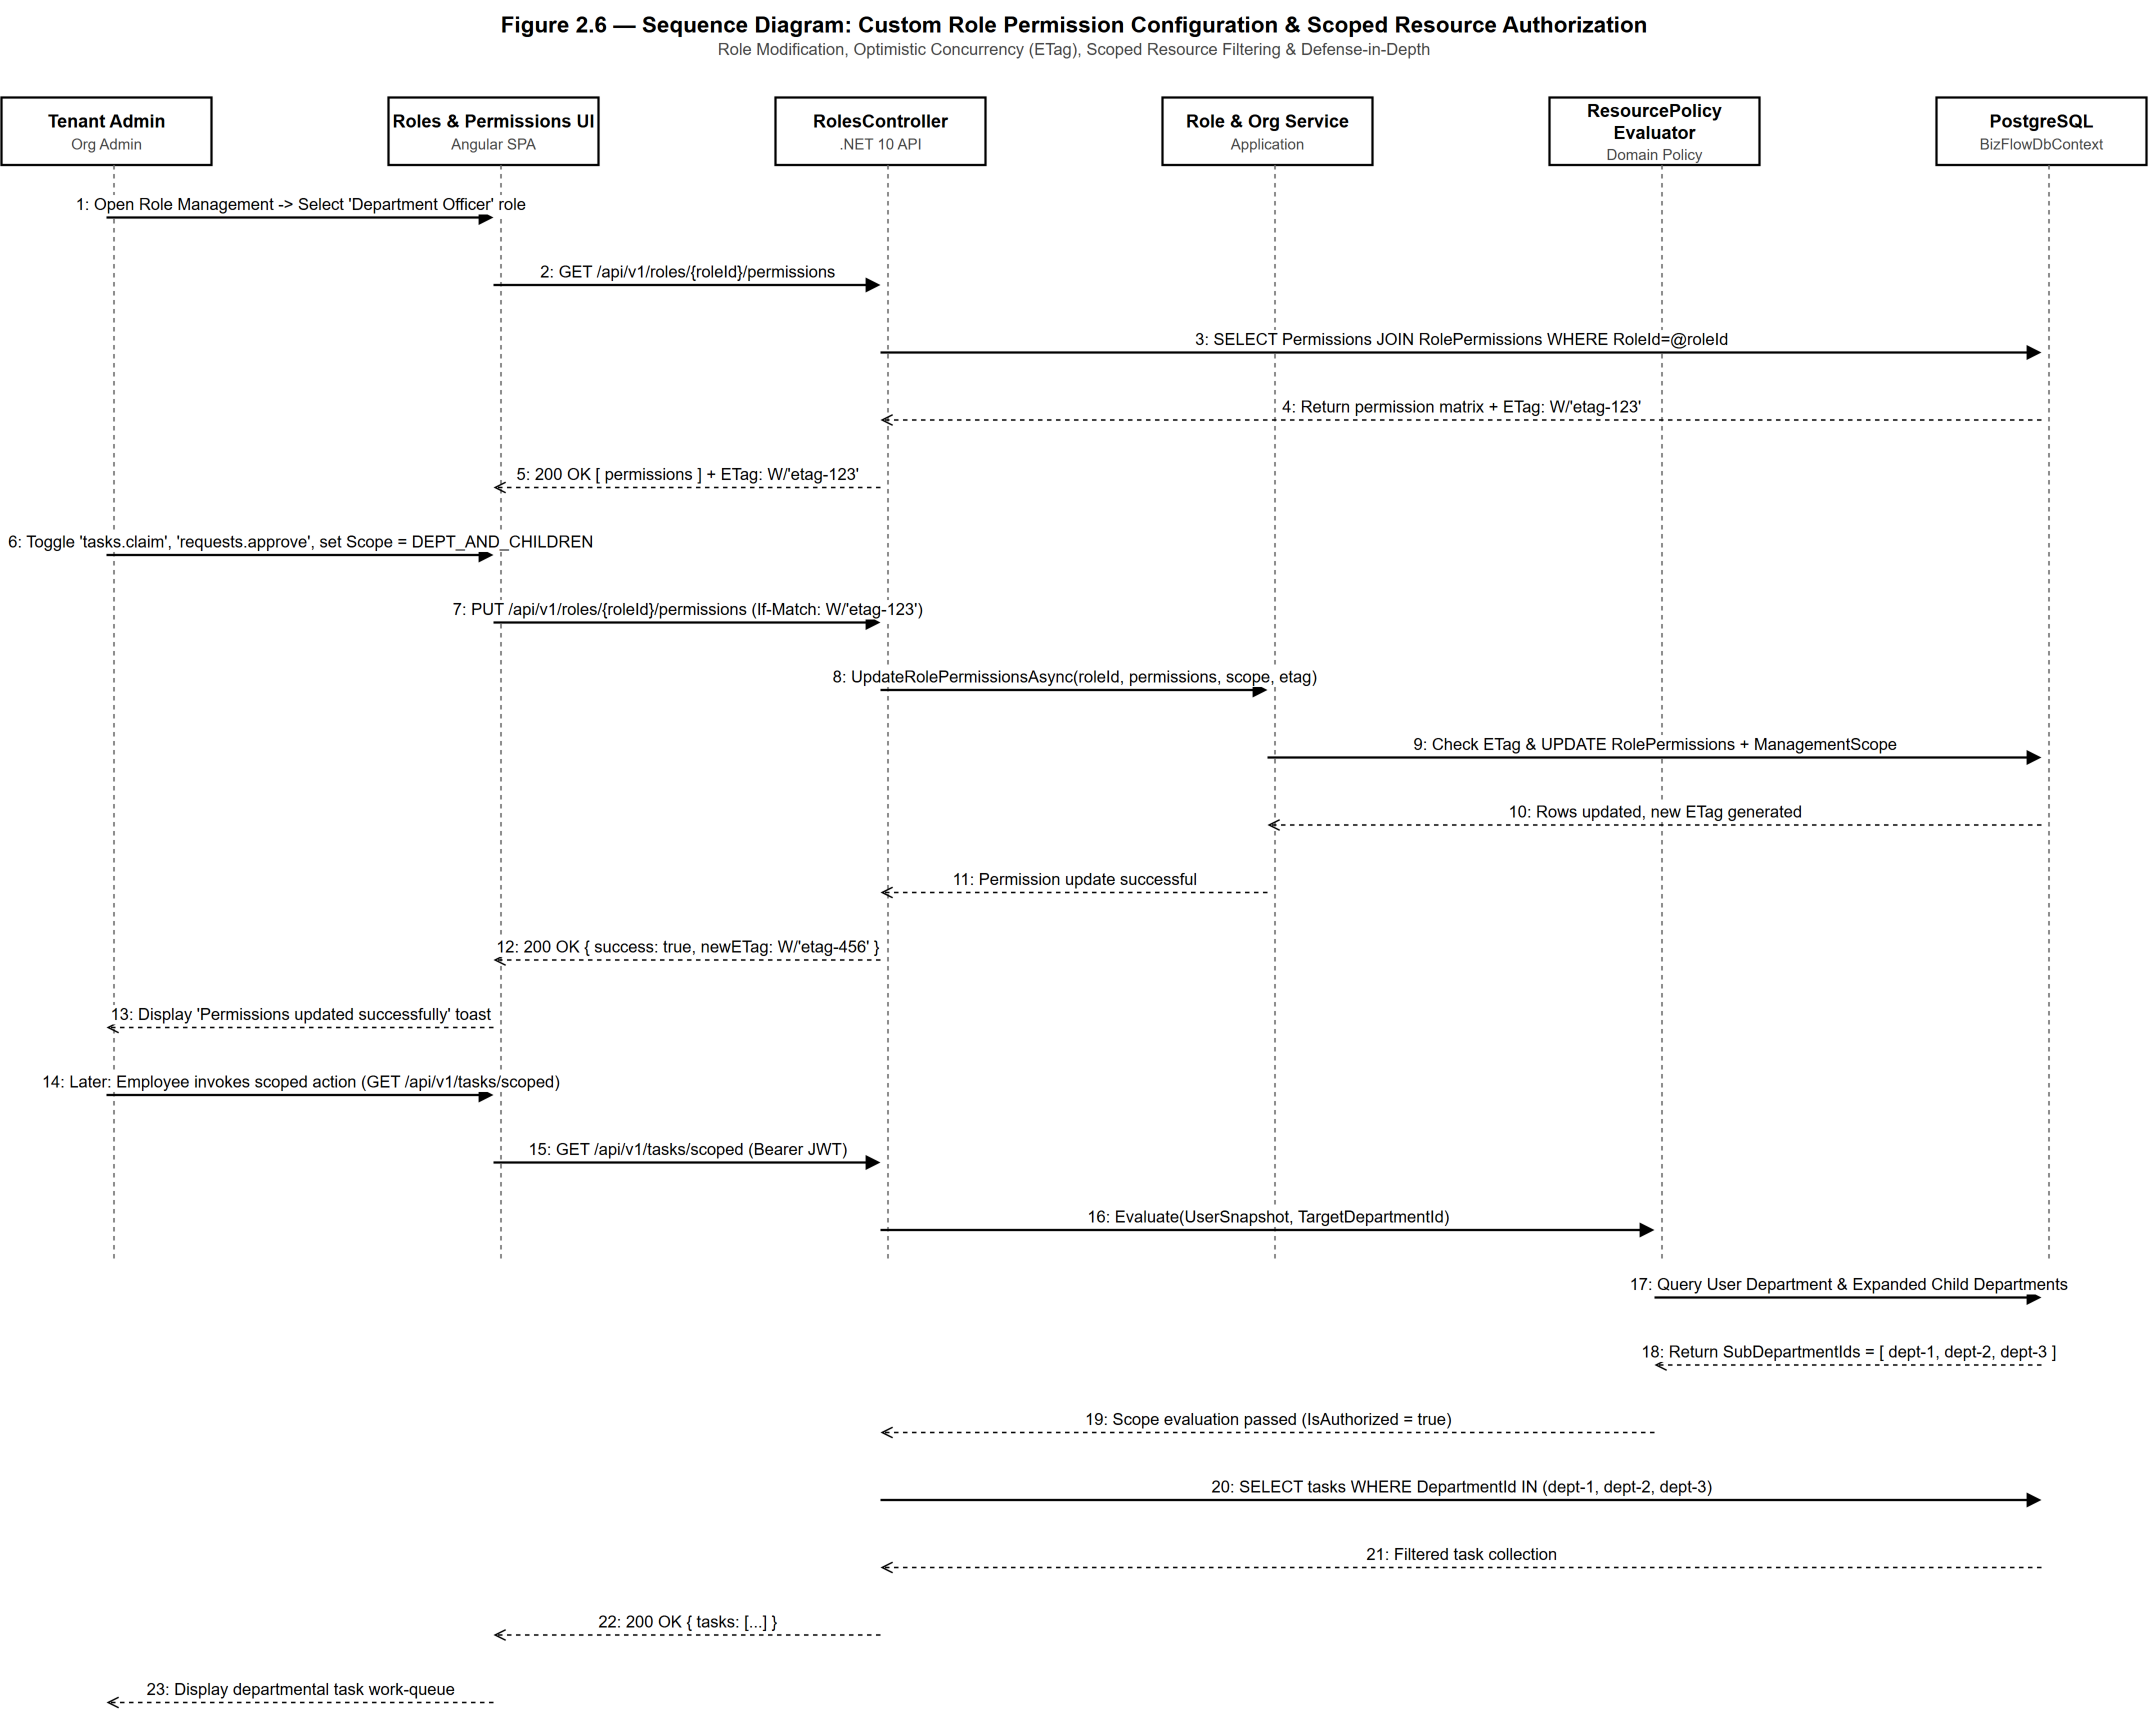 Figure 2.6 — Sequence Diagram: Custom Role Permission Configuration & Scoped Resource Authorization
Role Modification, Optimistic Concurrency (ETag), Scoped Resource Filtering & Defense-in-Depth
Tenant Admin
Org Admin
Roles & Permissions UI
Angular SPA
RolesController
.NET 10 API
Role & Org Service
Application
ResourcePolicy
Evaluator
Domain Policy
PostgreSQL
BizFlowDbContext
1: Open Role Management -> Select 'Department Officer' role
2: GET /api/v1/roles/{roleId}/permissions
3: SELECT Permissions JOIN RolePermissions WHERE RoleId=@roleId
4: Return permission matrix + ETag: W/'etag-123'
5: 200 OK [ permissions ] + ETag: W/'etag-123'
6: Toggle 'tasks.claim', 'requests.approve', set Scope = DEPT_AND_CHILDREN
7: PUT /api/v1/roles/{roleId}/permissions (If-Match: W/'etag-123')
8: UpdateRolePermissionsAsync(roleId, permissions, scope, etag)
9: Check ETag & UPDATE RolePermissions + ManagementScope
10: Rows updated, new ETag generated
11: Permission update successful
12: 200 OK { success: true, newETag: W/'etag-456' }
13: Display 'Permissions updated successfully' toast
14: Later: Employee invokes scoped action (GET /api/v1/tasks/scoped)
15: GET /api/v1/tasks/scoped (Bearer JWT)
16: Evaluate(UserSnapshot, TargetDepartmentId)
17: Query User Department & Expanded Child Departments
18: Return SubDepartmentIds = [ dept-1, dept-2, dept-3 ]
19: Scope evaluation passed (IsAuthorized = true)
20: SELECT tasks WHERE DepartmentId IN (dept-1, dept-2, dept-3)
21: Filtered task collection
22: 200 OK { tasks: [...] }
23: Display departmental task work-queue